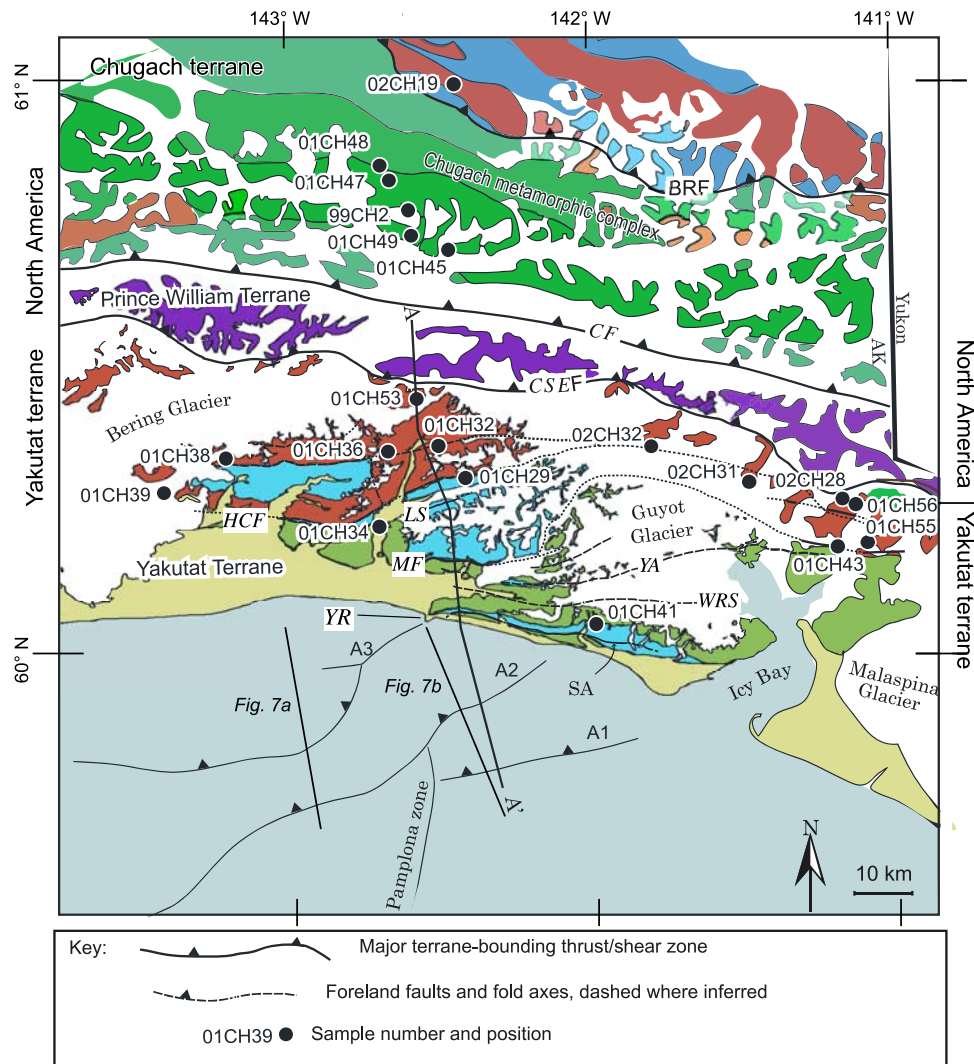 143° W
142° W
141° W
61° N
Chugach terrane
02CH19
01CH48
01CH47
Chugach metamorphic complex
BRF
99CH2
01CH49
01CH45
North America
Prince William Terrane
A
CF
Yukon
AK
CSEF
01CH53
North America
Bering Glacier
01CH32
02CH32
01CH36
01CH38
02CH31
02CH28
01CH29
01CH39
01CH56
Yakutat terrane
HCF
LS
Guyot
Glacier
01CH55
01CH34
01CH43
MF
YA
Yakutat Terrane
WRS
01CH41
YR
Yakutat terrane
60° N
A3
A2
SA
Icy Bay
Malaspina
Glacier
Fig. 7a
Fig. 7b
A1
A'
Pamplona zone
N
10 km
Key:
Major terrane-bounding thrust/shear zone
Foreland faults and fold axes, dashed where inferred
01CH39
Sample number and position